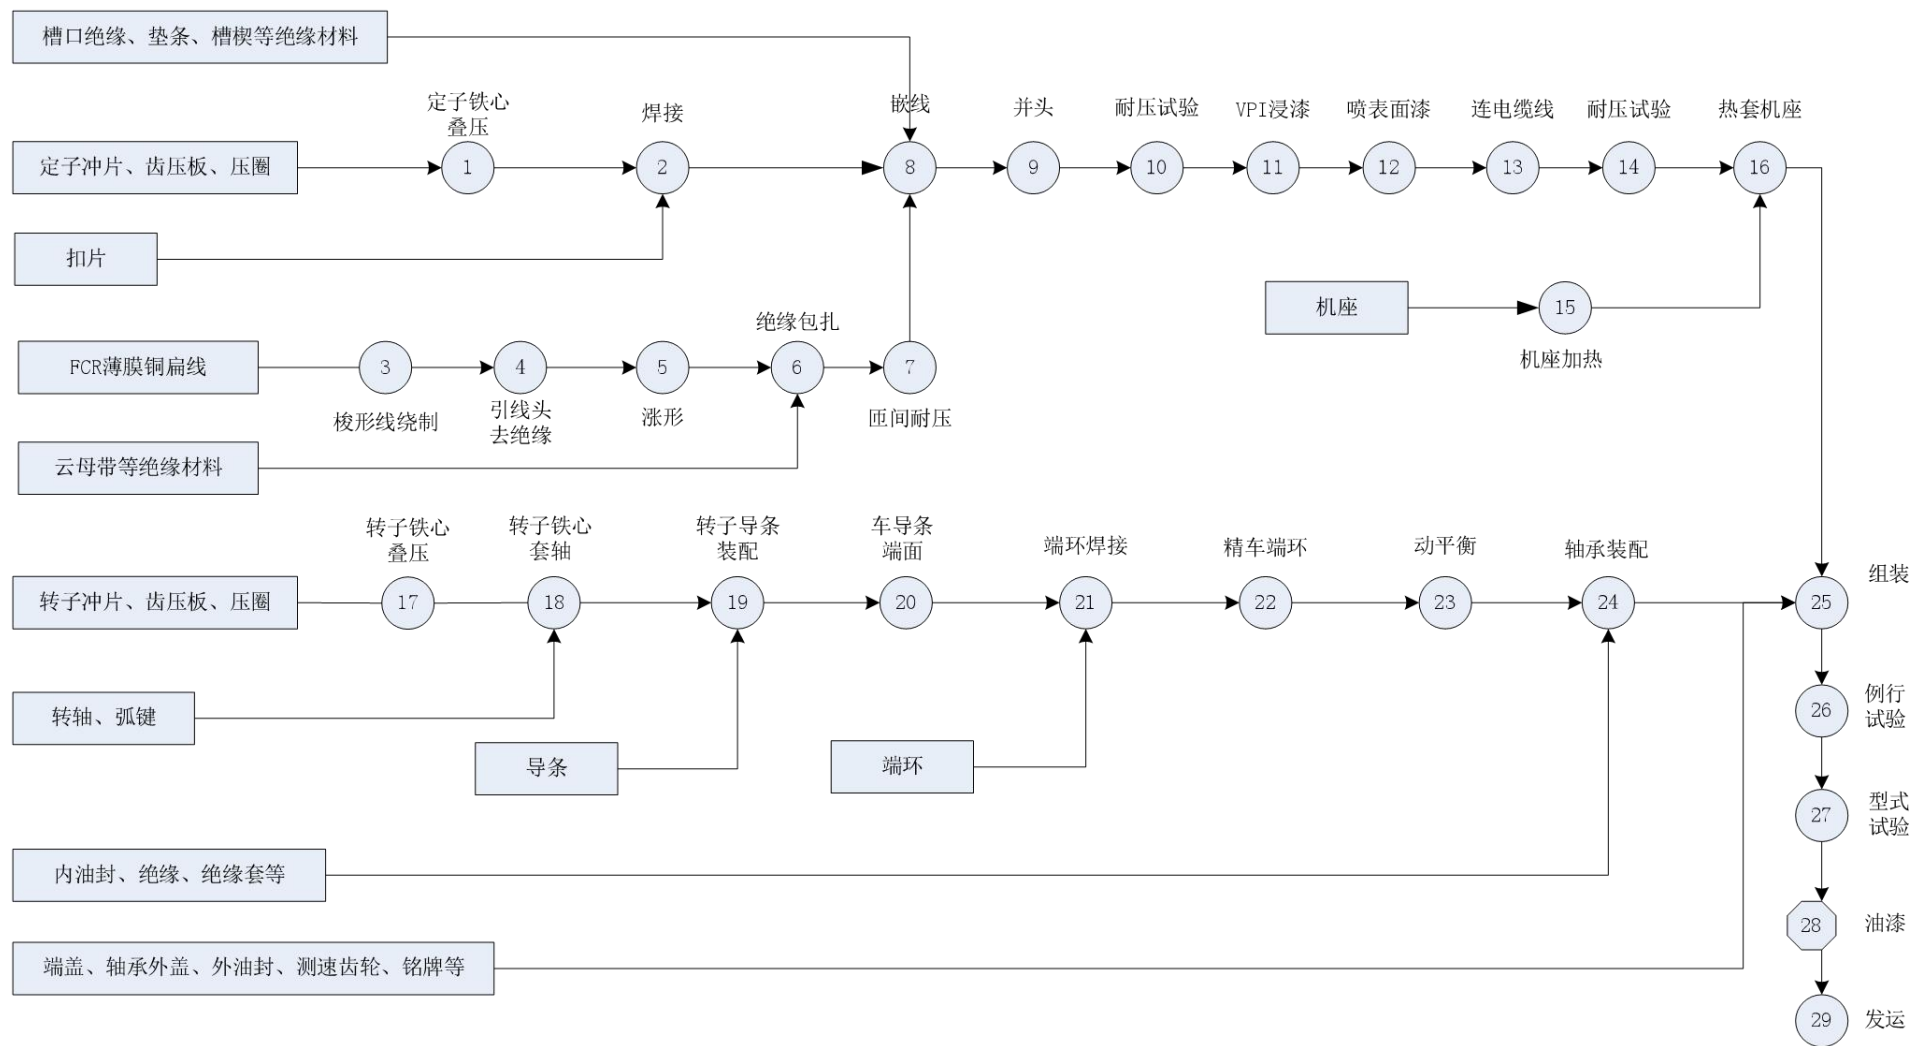 槽口绝缘、垫条、槽楔等绝缘材料
定子铁心
叠压
焊接
嵌线
并头
耐压试验
VPI浸漆
喷表面漆
连电缆线
耐压试验
热套机座
定子冲片、齿压板、压圈
1
2
8
9
10
11
12
13
14
16
扣片
机座
15
机座加热
绝缘包扎
FCR薄膜铜扁线
3
4
5
6
7
梭形线绕制
引线头
去绝缘
涨形
匝间耐压
云母带等绝缘材料
转子铁心
叠压
转子铁心
套轴
转子导条
装配
车导条
端面
端环焊接
精车端环
动平衡
轴承装配
组装
转子冲片、齿压板、压圈
17
18
19
20
21
22
23
24
25
转轴、弧键
26
例行
试验
导条
端环
27
型式
试验
内油封、绝缘、绝缘套等
28
油漆
端盖、轴承外盖、外油封、测速齿轮、铭牌等
29
发运